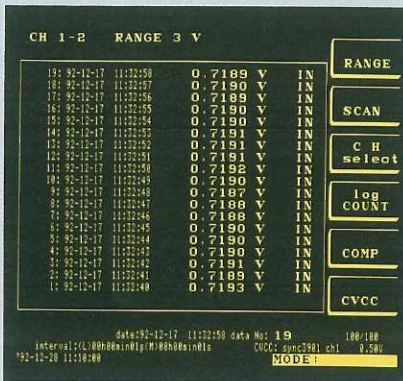 CH 1-2 RANGE 3 V
19: 92-12-17 11:32:58 0.7189 V IN
18: 92-12-17 11:32:57 0.7190 V IN
17: 92-12-17 11:32:56 0.7189 V IN
16: 92-12-17 11:32:55 0.7190 V IN
15: 92-12-17 11:32:54 0.7190 V IN
14: 92-12-17 11:32:53 0.7191 V IN
13: 92-12-17 11:32:52 0.7191 V IN
12: 92-12-17 11:32:51 0.7191 V IN
11: 92-12-17 11:32:50 0.7192 V IN
10: 92-12-17 11:32:49 0.7190 V IN
9: 92-12-17 11:32:48 0.7187 V IN
8: 92-12-17 11:32:47 0.7188 V IN
7: 92-12-17 11:32:46 0.7188 V IN
6: 92-12-17 11:32:45 0.7190 V IN
5: 92-12-17 11:32:44 0.7190 V IN
4: 92-12-17 11:32:43 0.7190 V IN
3: 92-12-17 11:32:42 0.7191 V IN
2: 92-12-17 11:32:41 0.7189 V IN
1: 92-12-17 11:32:40 0.7193 V IN
RANGE
SCAN
C H
select
log
COUNT
COMP
CVCC
date:92-12-17 11:32:58 data No: 19 100/100
interval:(L)00h00min01s(M)00h00min01s CVCC: sync3901 ch1 0.50V
'92-12-28 11:10:00 MODE: